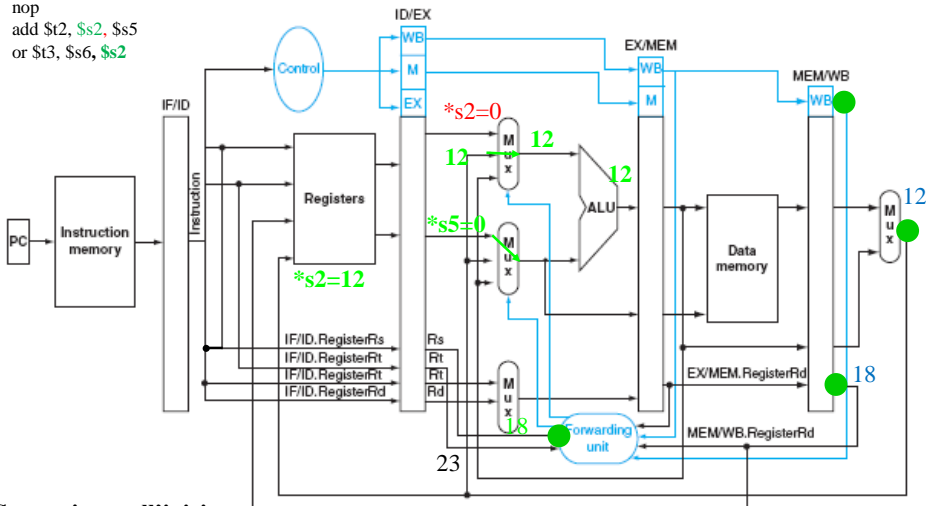 nop
add $t2, $s2, $s5
or $t3, $s6, $s2
ID/EX
WB
M
EX
EX/MEM
WB
M
MEM/WB
WB
Control
IF/ID
*s2=0
12
12
M
u
x
12
ALU
Instruction
Registers
PC
Instruction
memory
*s5=0
M
u
x
Data
memory
12
M
u
x
*s2=12
IF/ID.RegisterRs
Rs
IF/ID.RegisterRt
Rt
IF/ID.RegisterRt
Rt
IF/ID.RegisterRd
Rd
M
u
x
18
EX/MEM.RegisterRd
18
Forwarding
unit
MEM/WB.RegisterRd
23